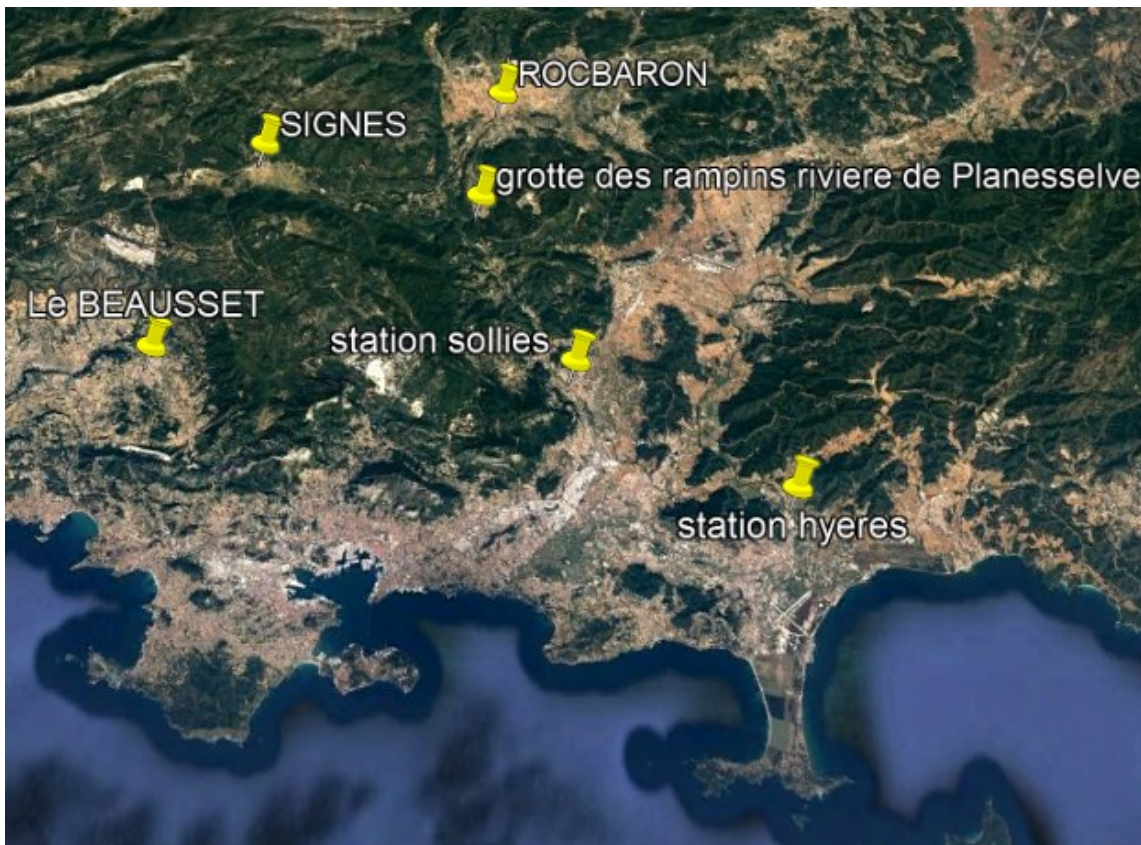 ROCBARON
SIGNES
grotte des rampins riviere de Planesselve
Le BEAUSSET
station sollies
station hyeres